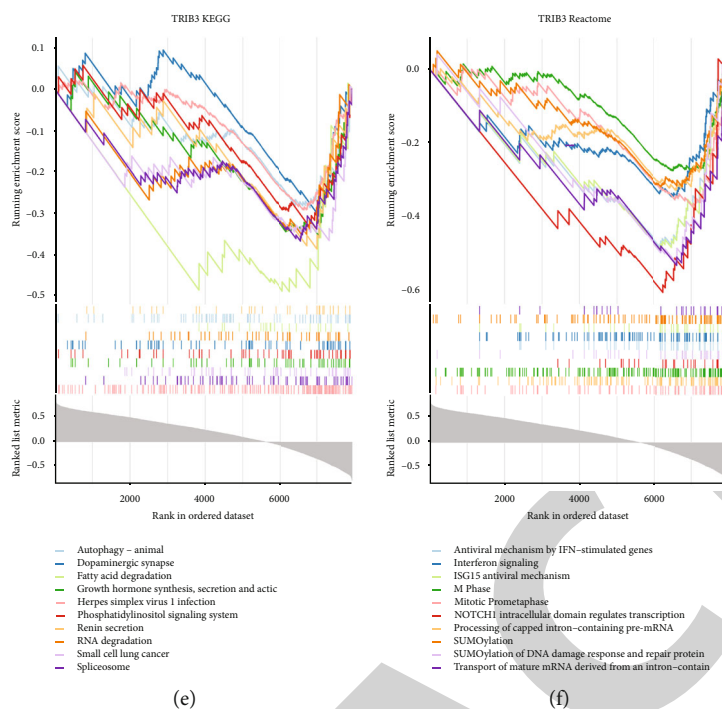 TRIB3 KEGG
0.1
0.0
−0.1
−0.2
−0.3
−0.4
−0.5
Running enrichment score
0.5
0.0
−0.5
Ranked list metric
2000 4000 6000
Rank in ordered dataset
Autophagy – animal
Dopaminergic synapse
Fatty acid degradation
Growth hormone synthesis, secretion and actic
Herpes simplex virus 1 infection
Phosphatidylinositol signaling system
Renin secretion
RNA degradation
Small cell lung cancer
Spliceosome
(e)
TRIB3 Reactome
0.0
−0.2
−0.4
−0.6
Running enrichment score
0.5
0.0
−0.5
Ranked list metric
2000 4000 6000
Rank in ordered dataset
Antiviral mechanism by IFN−stimulated genes
Interferon signaling
ISG15 antiviral mechanism
M Phase
Mitotic Prometaphase
NOTCH1 intracellular domain regulates transcription
Processing of capped intron−containing pre−mRNA
SUMOylation
SUMOylation of DNA damage response and repair protein
Transport of mature mRNA derived from an intron−contain
(f)